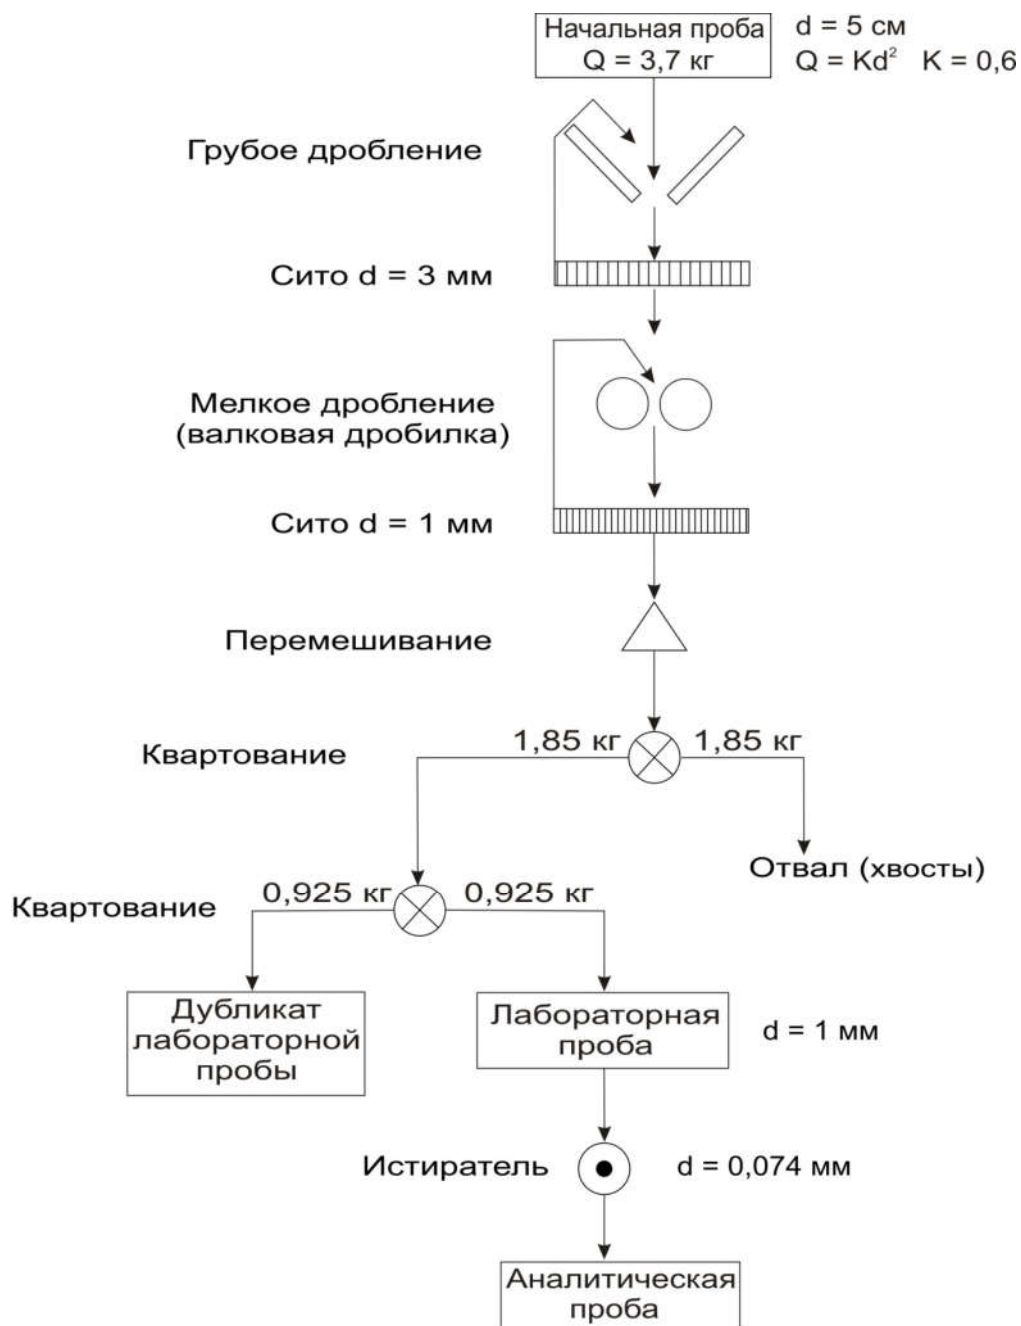 Начальная проба
Q = 3,7 кг
d = 5 см
Q = Kd² K = 0,6
Грубое дробление
Сито d = 3 мм
Мелкое дробление
(валковая дробилка)
Сито d = 1 мм
Перемешивание
Квартование
1,85 кг
1,85 кг
Отвал (хвосты)
Квартование
0,925 кг
0,925 кг
Дубликат
лабораторной
пробы
Лабораторная
проба
d = 1 мм
Истиратель
d = 0,074 мм
Аналитическая
проба